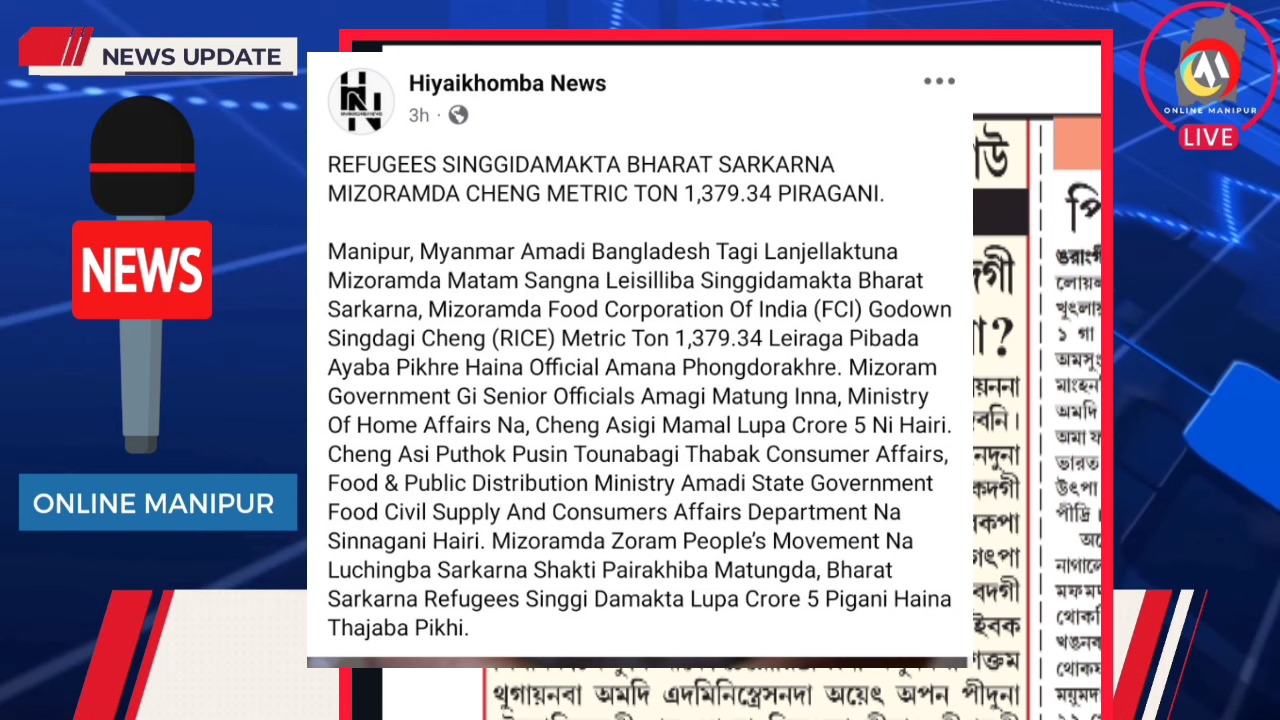 NEWS UPDATE
NEWS
ONLINE MANIPUR
ONLINE MANIPUR
LIVE
Hiyaikhomba News
3h ·
REFUGEES SINGGIDAMAKTA BHARAT SARKARNA
MIZORAMDA CHENG METRIC TON 1,379.34 PIRAGANI.
Manipur, Myanmar Amadi Bangladesh Tagi Lanjellaktuna
Mizoramda Matam Sangna Leisilliba Singgidamakta Bharat
Sarkarna, Mizoramda Food Corporation Of India (FCI) Godown
Singdagi Cheng (RICE) Metric Ton 1,379.34 Leiraga Pibada
Ayaba Pikhre Haina Official Amana Phongdorakhre. Mizoram
Government Gi Senior Officials Amagi Matung Inna, Ministry
Of Home Affairs Na, Cheng Asigi Mamal Lupa Crore 5 Ni Hairi.
Cheng Asi Puthok Pusin Tounabagi Thabak Consumer Affairs,
Food & Public Distribution Ministry Amadi State Government
Food Civil Supply And Consumers Affairs Department Na
Sinnagani Hairi. Mizoramda Zoram People’s Movement Na
Luchingba Sarkarna Shakti Pairakhiba Matungda, Bharat
Sarkarna Refugees Singgi Damakta Lupa Crore 5 Pigani Haina
Thajaba Pikhi.
থুগায়নবা অমদি এদমিনিস্ত্রেসনদা অয়েৎ অপন পীদুনা